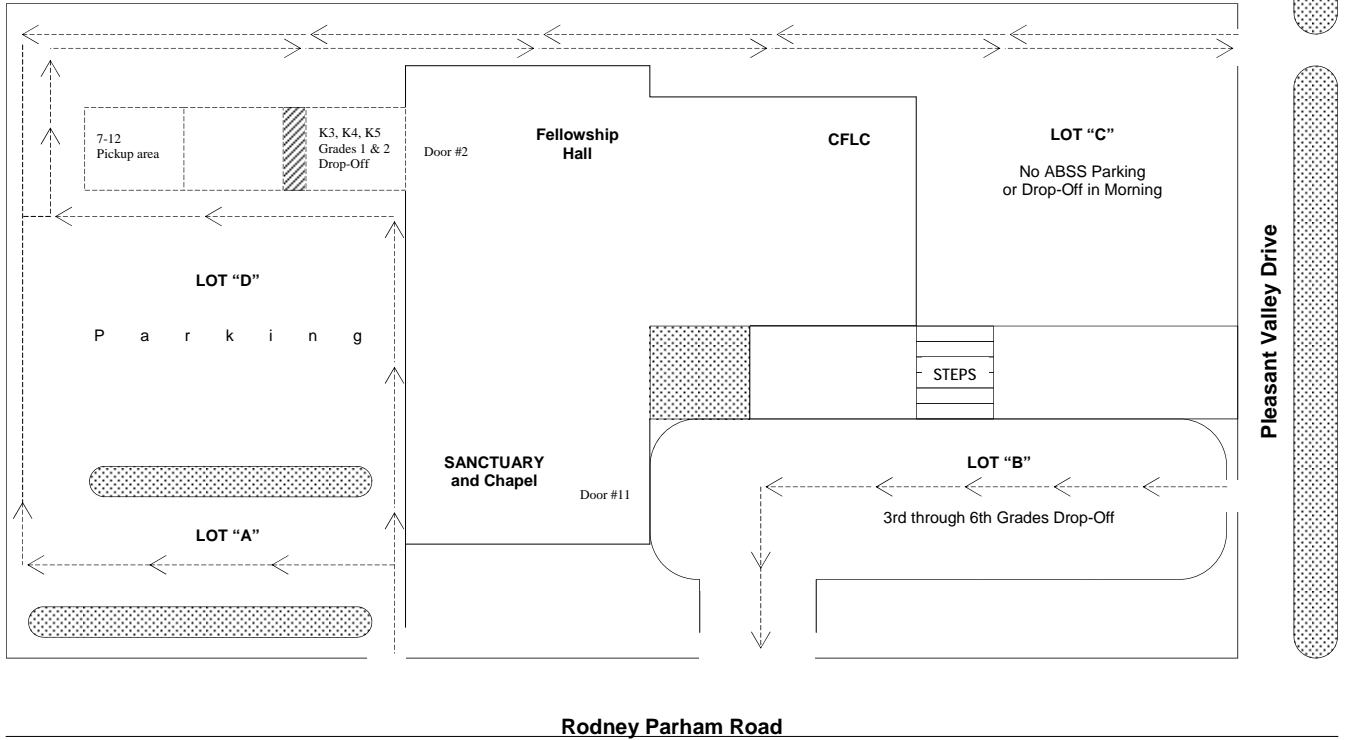 7-12
Pickup area
K3, K4, K5
Grades 1 & 2
Drop-Off
Door #2
Fellowship
Hall
CFLC
LOT “C”
No ABSS Parking
or Drop-Off in Morning
Pleasant Valley Drive
LOT “D”
P a r k i n g
STEPS
SANCTUARY
and Chapel
Door #11
LOT “B”
3rd through 6th Grades Drop-Off
LOT “A”
Rodney Parham Road